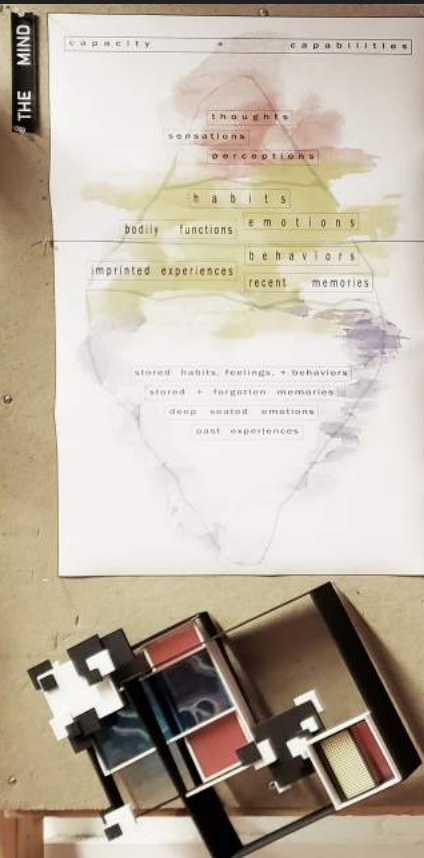 THE MIND
capacity + capabilities
thoughts
sensations
perceptions
habits
bodily functions emotions
imprinted experiences behaviors
recent memories
stored habits, feelings, + behaviors
stored + forgotten memories
deep seated emotions
past experiences